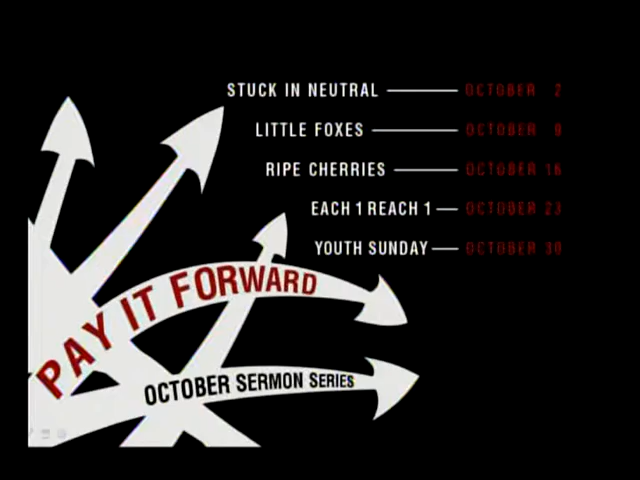 STUCK IN NEUTRAL OCTOBER 2
LITTLE FOXES OCTOBER 9
RIPE CHERRIES OCTOBER 16
EACH 1 REACH 1 OCTOBER 23
YOUTH SUNDAY OCTOBER 30
PAY IT FORWARD
OCTOBER SERMON SERIES